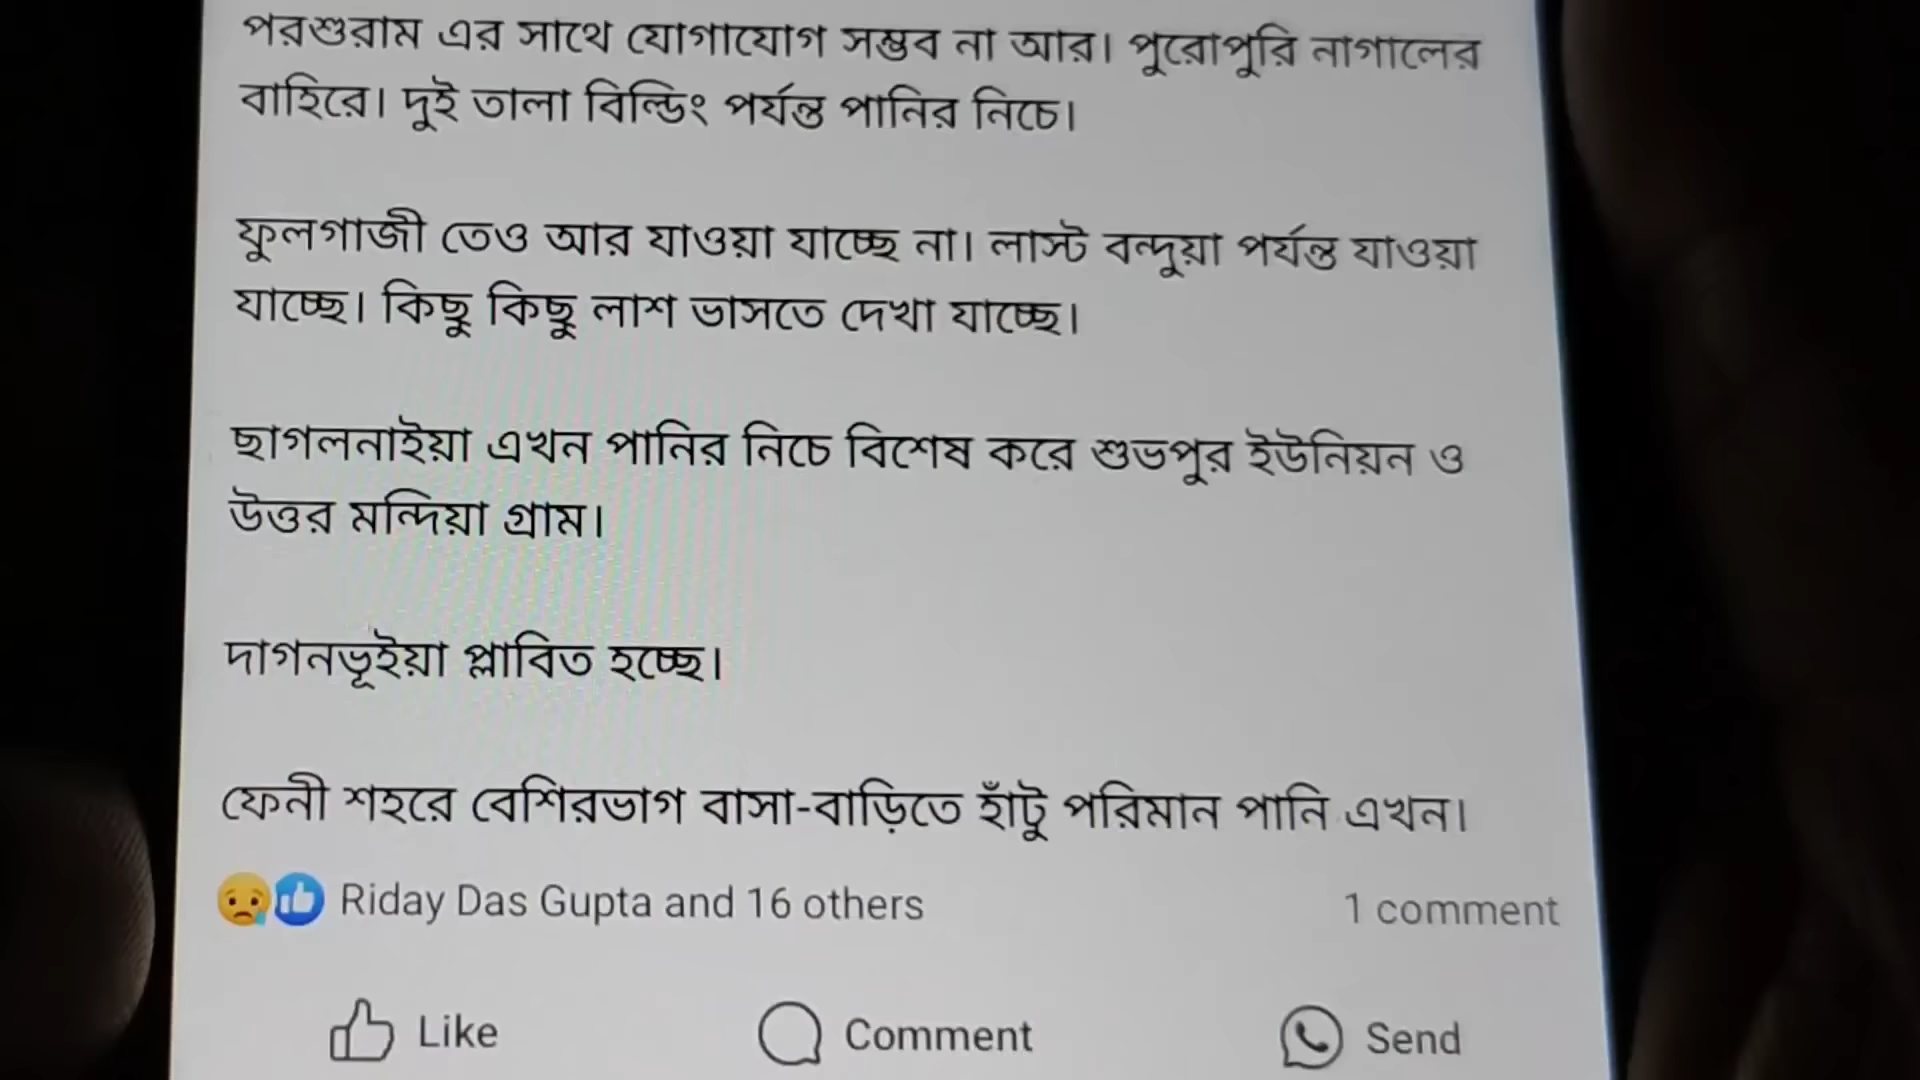 পরশুরাম এর সাথে যোগাযোগ সম্ভব না আর। পুরোপুরি নাগালের
বাহিরে। দুই তালা বিল্ডিং পর্যন্ত পানির নিচে।
ফুলগাজী তেও আর যাওয়া যাচ্ছে না। লাস্ট বন্দুয়া পর্যন্ত যাওয়া
যাচ্ছে। কিছু কিছু লাশ ভাসতে দেখা যাচ্ছে।
ছাগলনাইয়া এখন পানির নিচে বিশেষ করে শুভপুর ইউনিয়ন ও
উত্তর মন্দিয়া গ্রাম।
দাগনভূইয়া প্লাবিত হচ্ছে।
ফেনী শহরে বেশিরভাগ বাসা-বাড়িতে হাঁটু পরিমান পানি এখন।
Riday Das Gupta and 16 others 1 comment
Like Comment Send